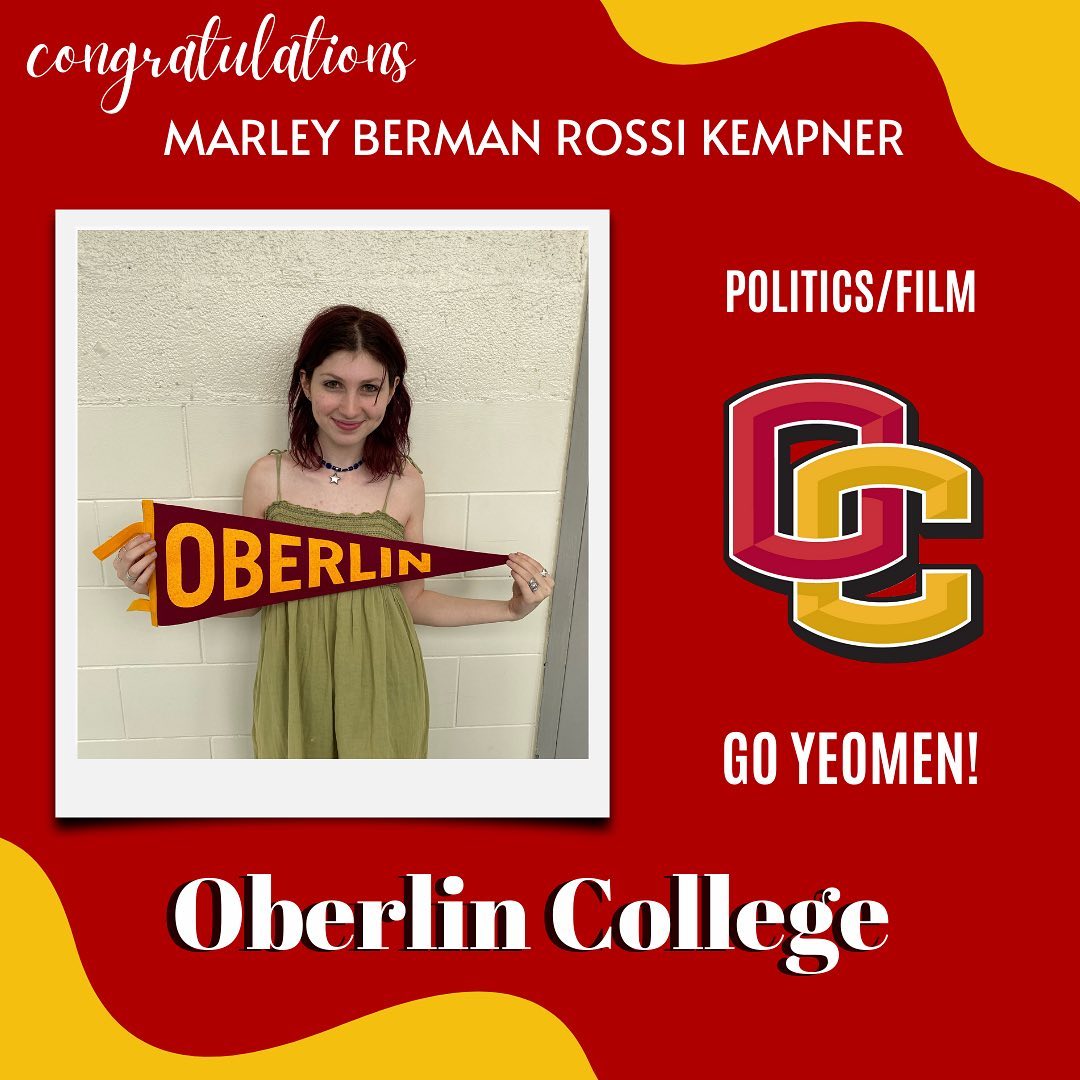 congratulations
MARLEY BERMAN ROSSI KEMPNER
POLITICS/FILM
OBERLIN
OC
GO YEOMEN!
Oberlin College